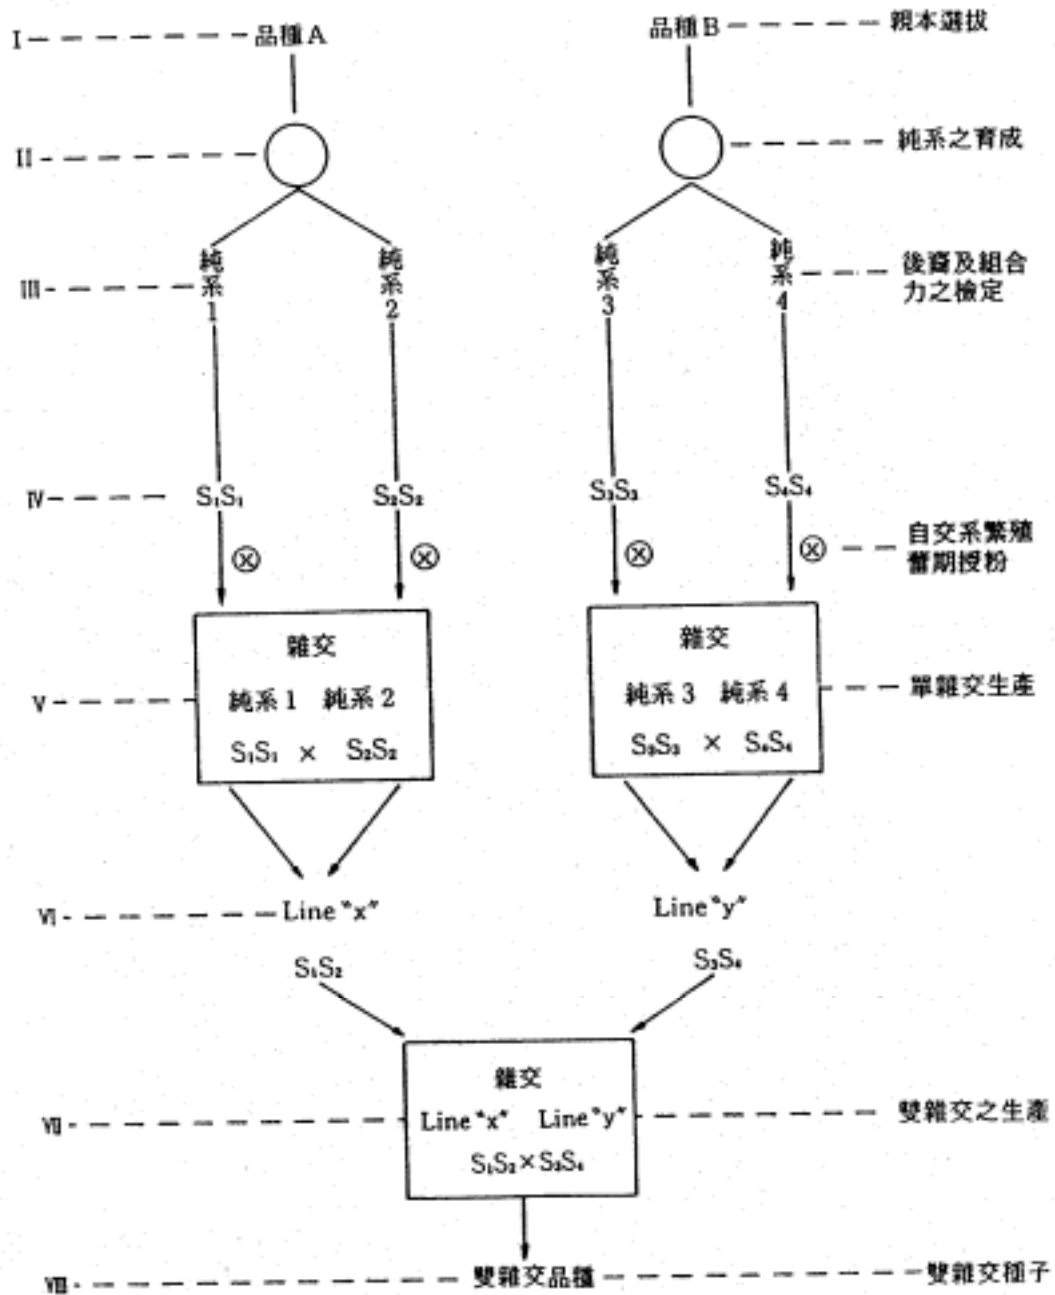 I 品種A 品種B 親本選拔
II 純系之育成
III 純系1 純系2 純系3 純系4 後裔及組合
力之檢定
IV S₁S₁ S₂S₂ S₃S₃ S₄S₄
⊗ ⊗ ⊗ ⊗ 自交系繁殖
蕾期授粉
雜交 雜交
V 純系1 純系2 純系3 純系4 單雜交生產
S₁S₁ × S₂S₂ S₃S₃ × S₄S₄
VI Line "x" Line "y"
S₁S₂ S₃S₄
雜交
VII Line "x" Line "y" 雙雜交之生產
S₁S₂×S₃S₄
VIII 雙雜交品種 雙雜交種子